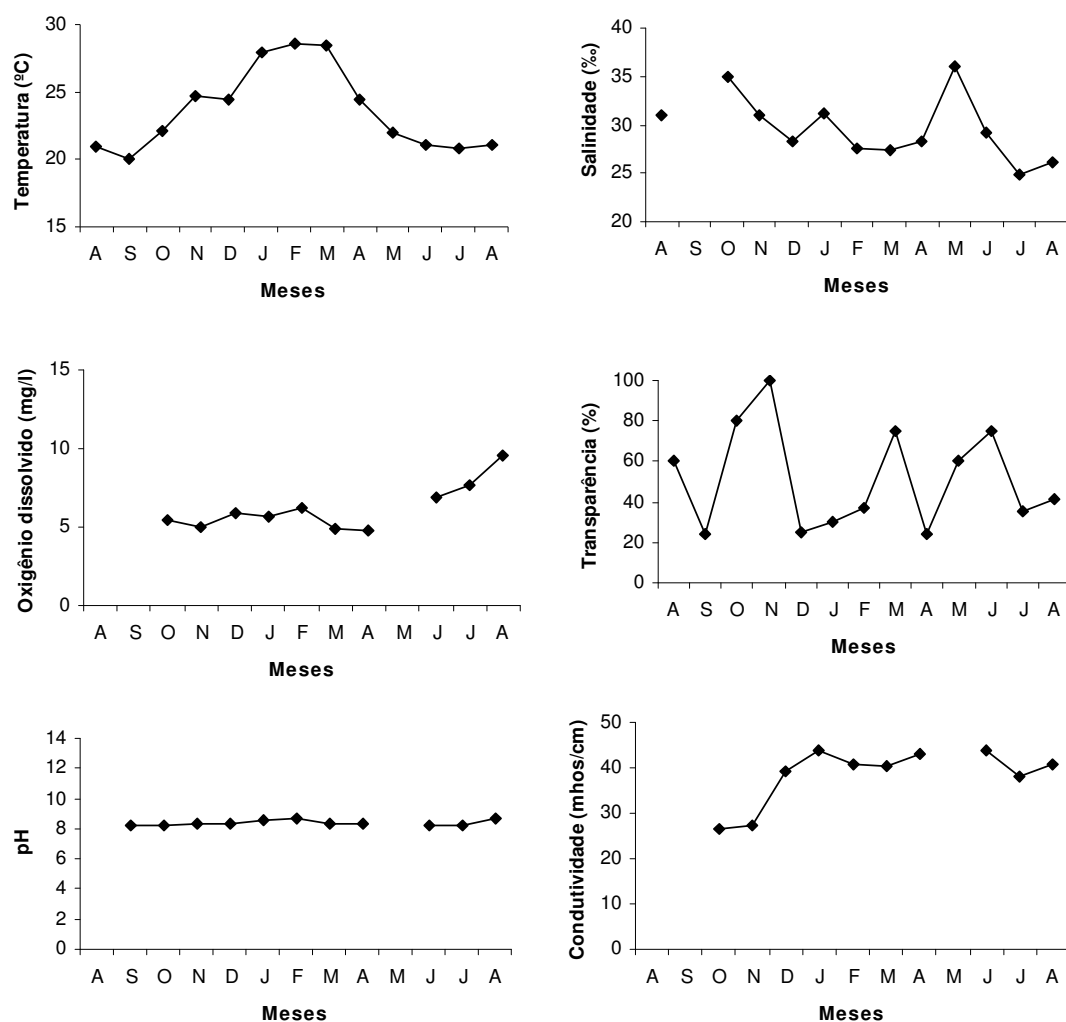 Temperatura (ºC)
30
25
20
15
A S O N D J F M A M J J A
Meses
Salinidade (‰)
40
35
30
25
20
A S O N D J F M A M J J A
Meses
Oxigênio dissolvido (mg/l)
15
10
5
0
A S O N D J F M A M J J A
Meses
Transparência (%)
100
80
60
40
20
0
A S O N D J F M A M J J A
Meses
pH
14
12
10
8
6
4
2
0
A S O N D J F M A M J J A
Meses
Condutividade (mhos/cm)
50
40
30
20
10
0
A S O N D J F M A M J J A
Meses